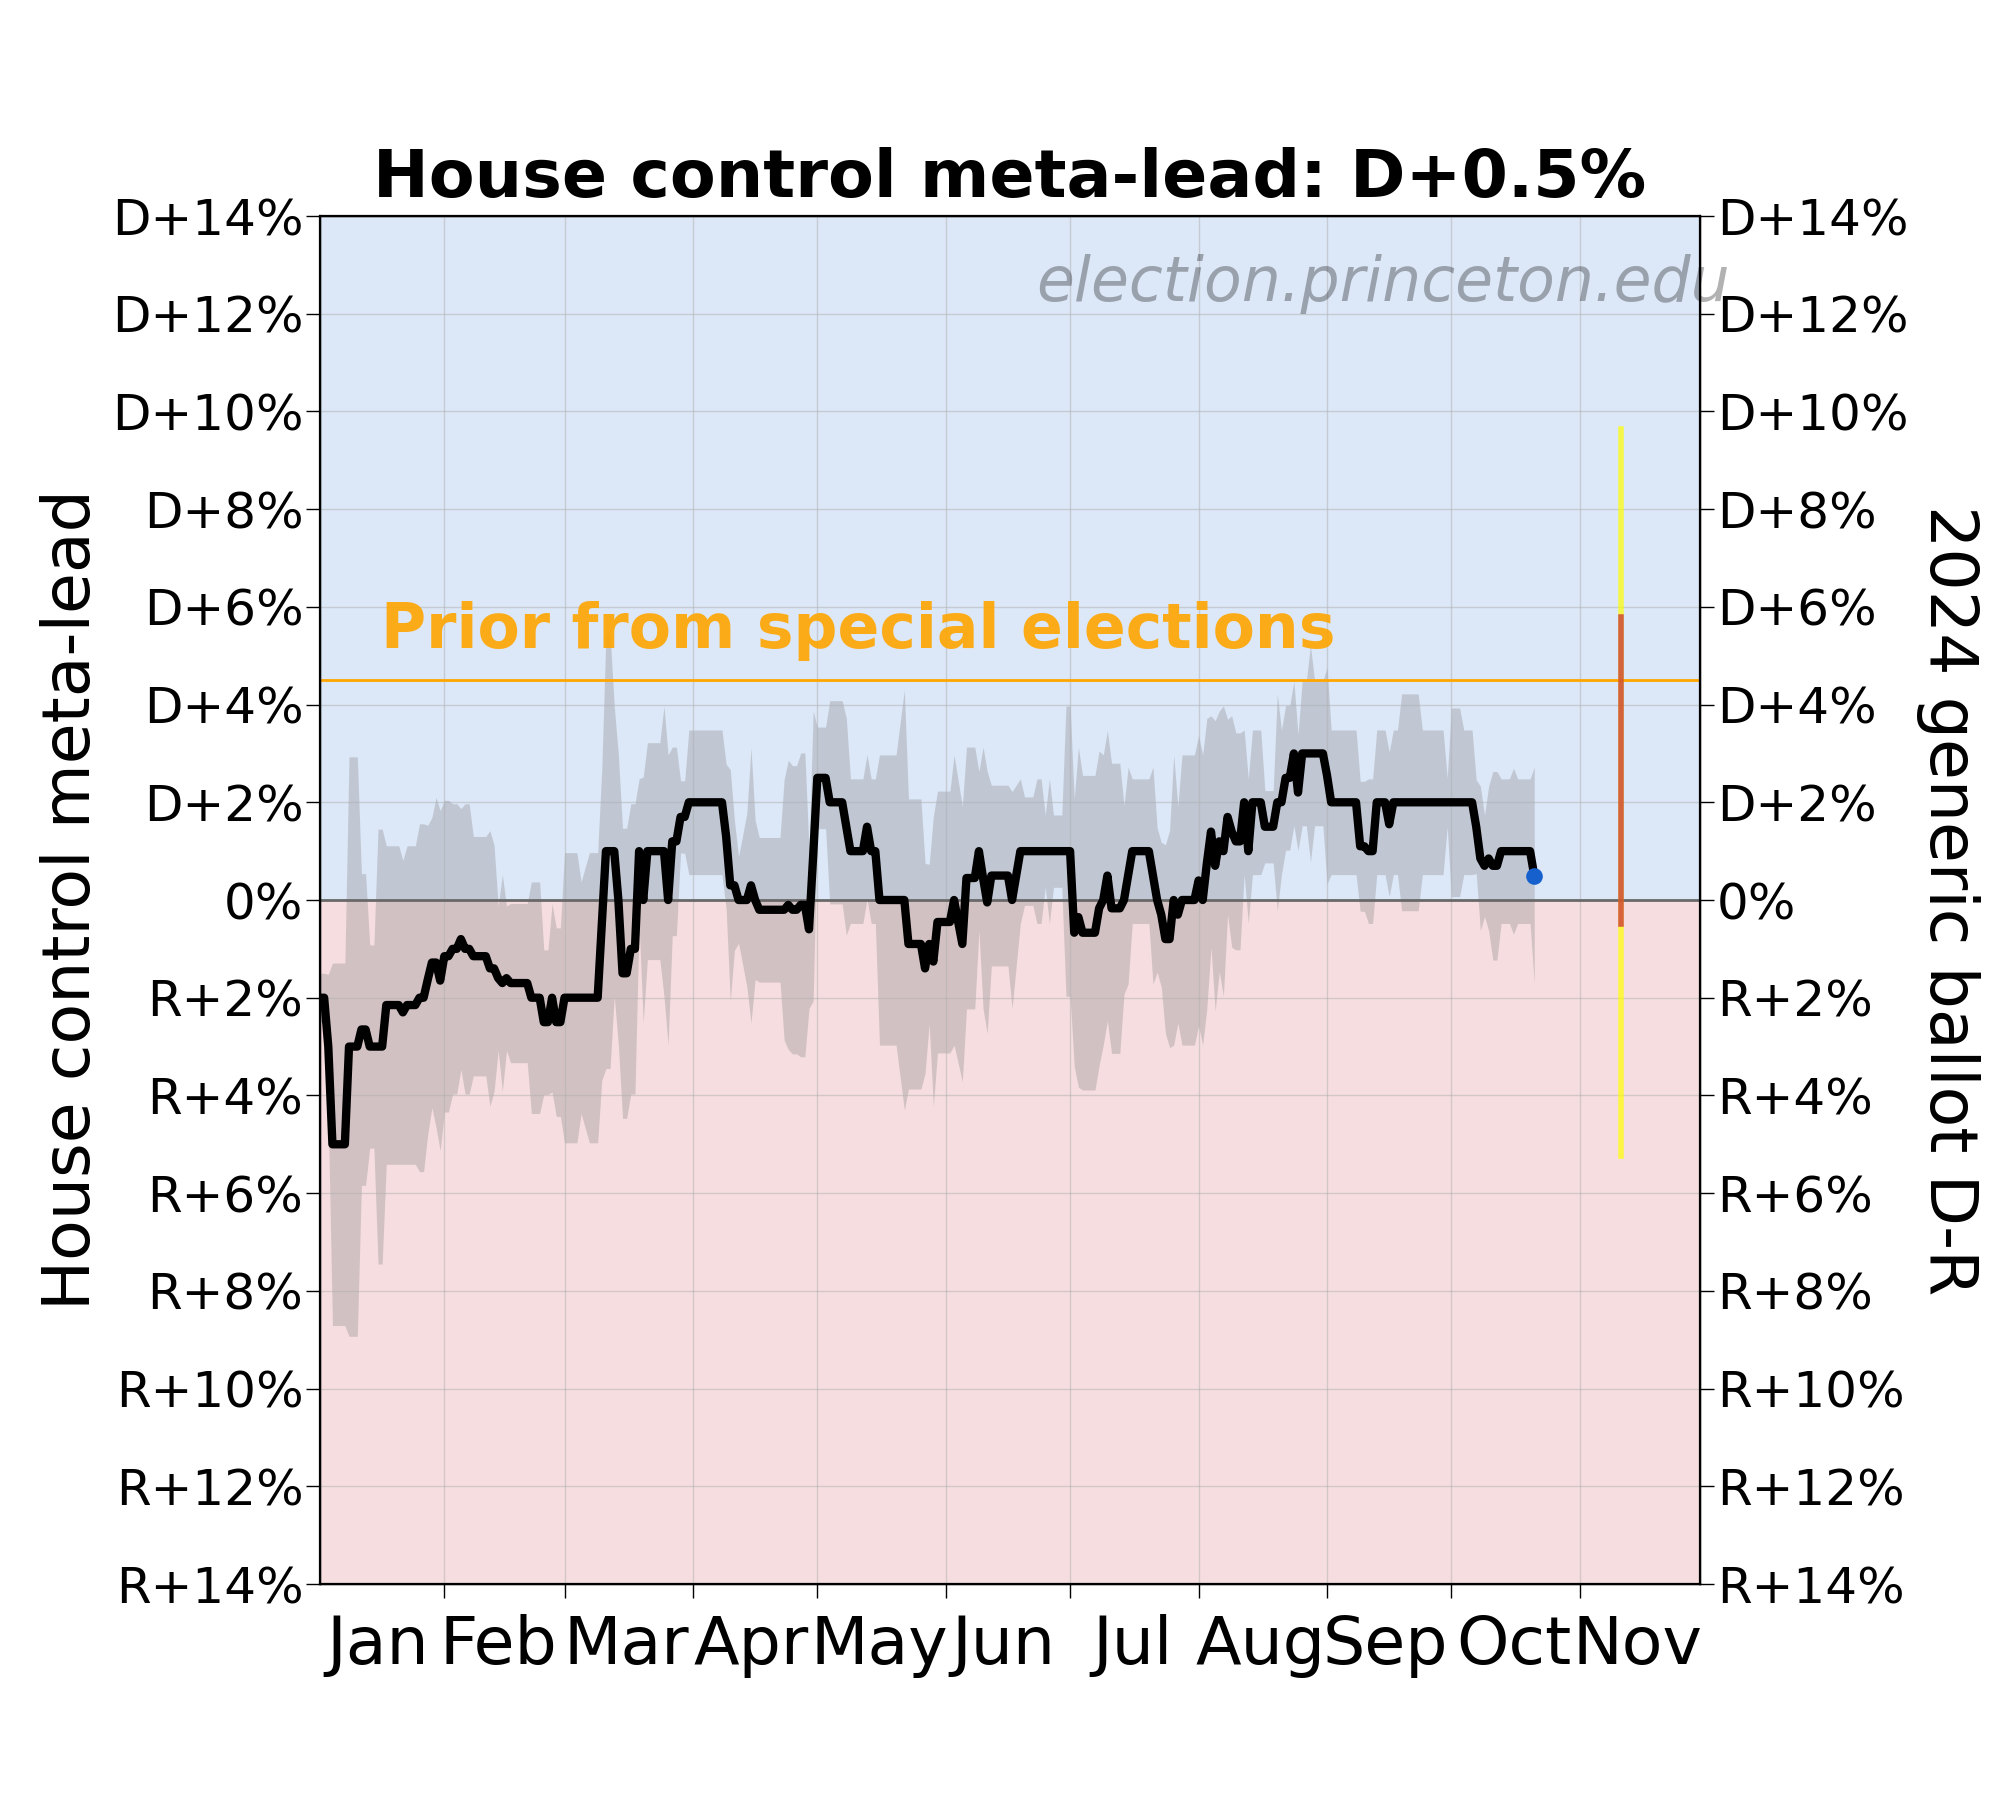 House control meta-lead: D+0.5%
election.princeton.edu
Prior from special elections
House control meta-lead
D+14%
D+12%
D+10%
D+8%
D+6%
D+4%
D+2%
0%
R+2%
R+4%
R+6%
R+8%
R+10%
R+12%
R+14%
D+14%
D+12%
D+10%
D+8%
D+6%
D+4%
D+2%
0%
R+2%
R+4%
R+6%
R+8%
R+10%
R+12%
R+14%
2024 generic ballot D-R
Jan Feb Mar Apr May Jun Jul Aug Sep Oct Nov